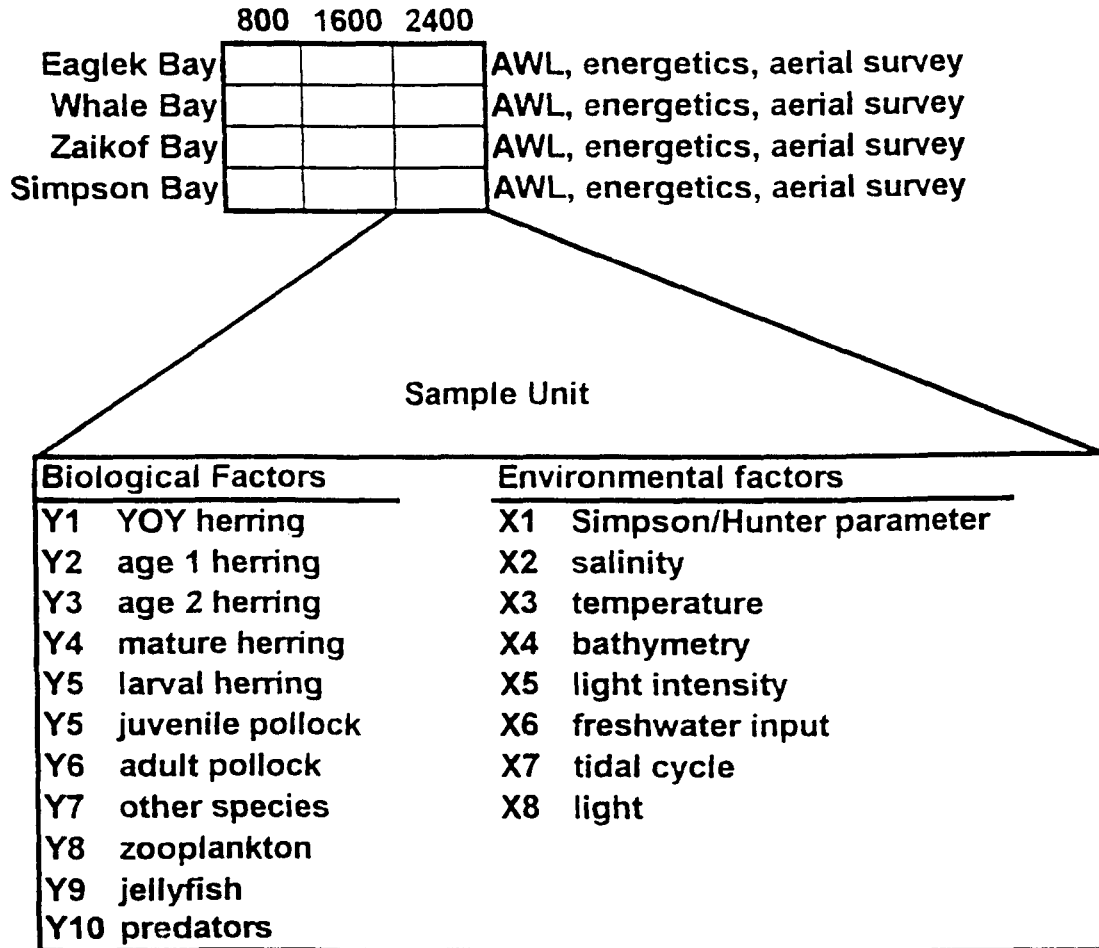 800 1600 2400
Eaglek Bay AWL, energetics, aerial survey
Whale Bay AWL, energetics, aerial survey
Zaikof Bay AWL, energetics, aerial survey
Simpson Bay AWL, energetics, aerial survey
Sample Unit
Biological Factors Environmental factors
Y1 YOY herring X1 Simpson/Hunter parameter
Y2 age 1 herring X2 salinity
Y3 age 2 herring X3 temperature
Y4 mature herring X4 bathymetry
Y5 larval herring X5 light intensity
Y5 juvenile pollock X6 freshwater input
Y6 adult pollock X7 tidal cycle
Y7 other species X8 light
Y8 zooplankton
Y9 jellyfish
Y10 predators